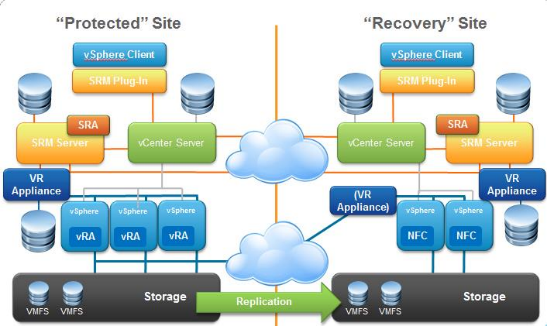 “Protected” Site
“Recovery” Site
vSphere Client
SRM Plug-In
vSphere Client
SRM Plug-In
SRA
SRM Server
vCenter Server
vCenter Server
SRA
SRM Server
VR
Appliance
(VR
Appliance)
VR
Appliance
vSphere
vRA
vSphere
vRA
vSphere
vRA
vSphere
NFC
vSphere
NFC
VMFS
VMFS
Storage
Replication
VMFS
VMFS
Storage